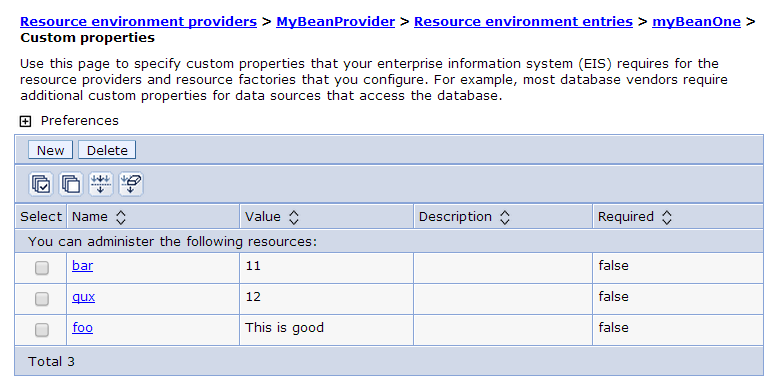 Resource environment providers > MyBeanProvider > Resource environment entries > myBeanOne >
Custom properties
Use this page to specify custom properties that your enterprise information system (EIS) requires for the
resource providers and resource factories that you configure. For example, most database vendors require
additional custom properties for data sources that access the database.
Preferences
New Delete
Select Name Value Description Required
You can administer the following resources:
bar 11 false
qux 12 false
foo This is good false
Total 3